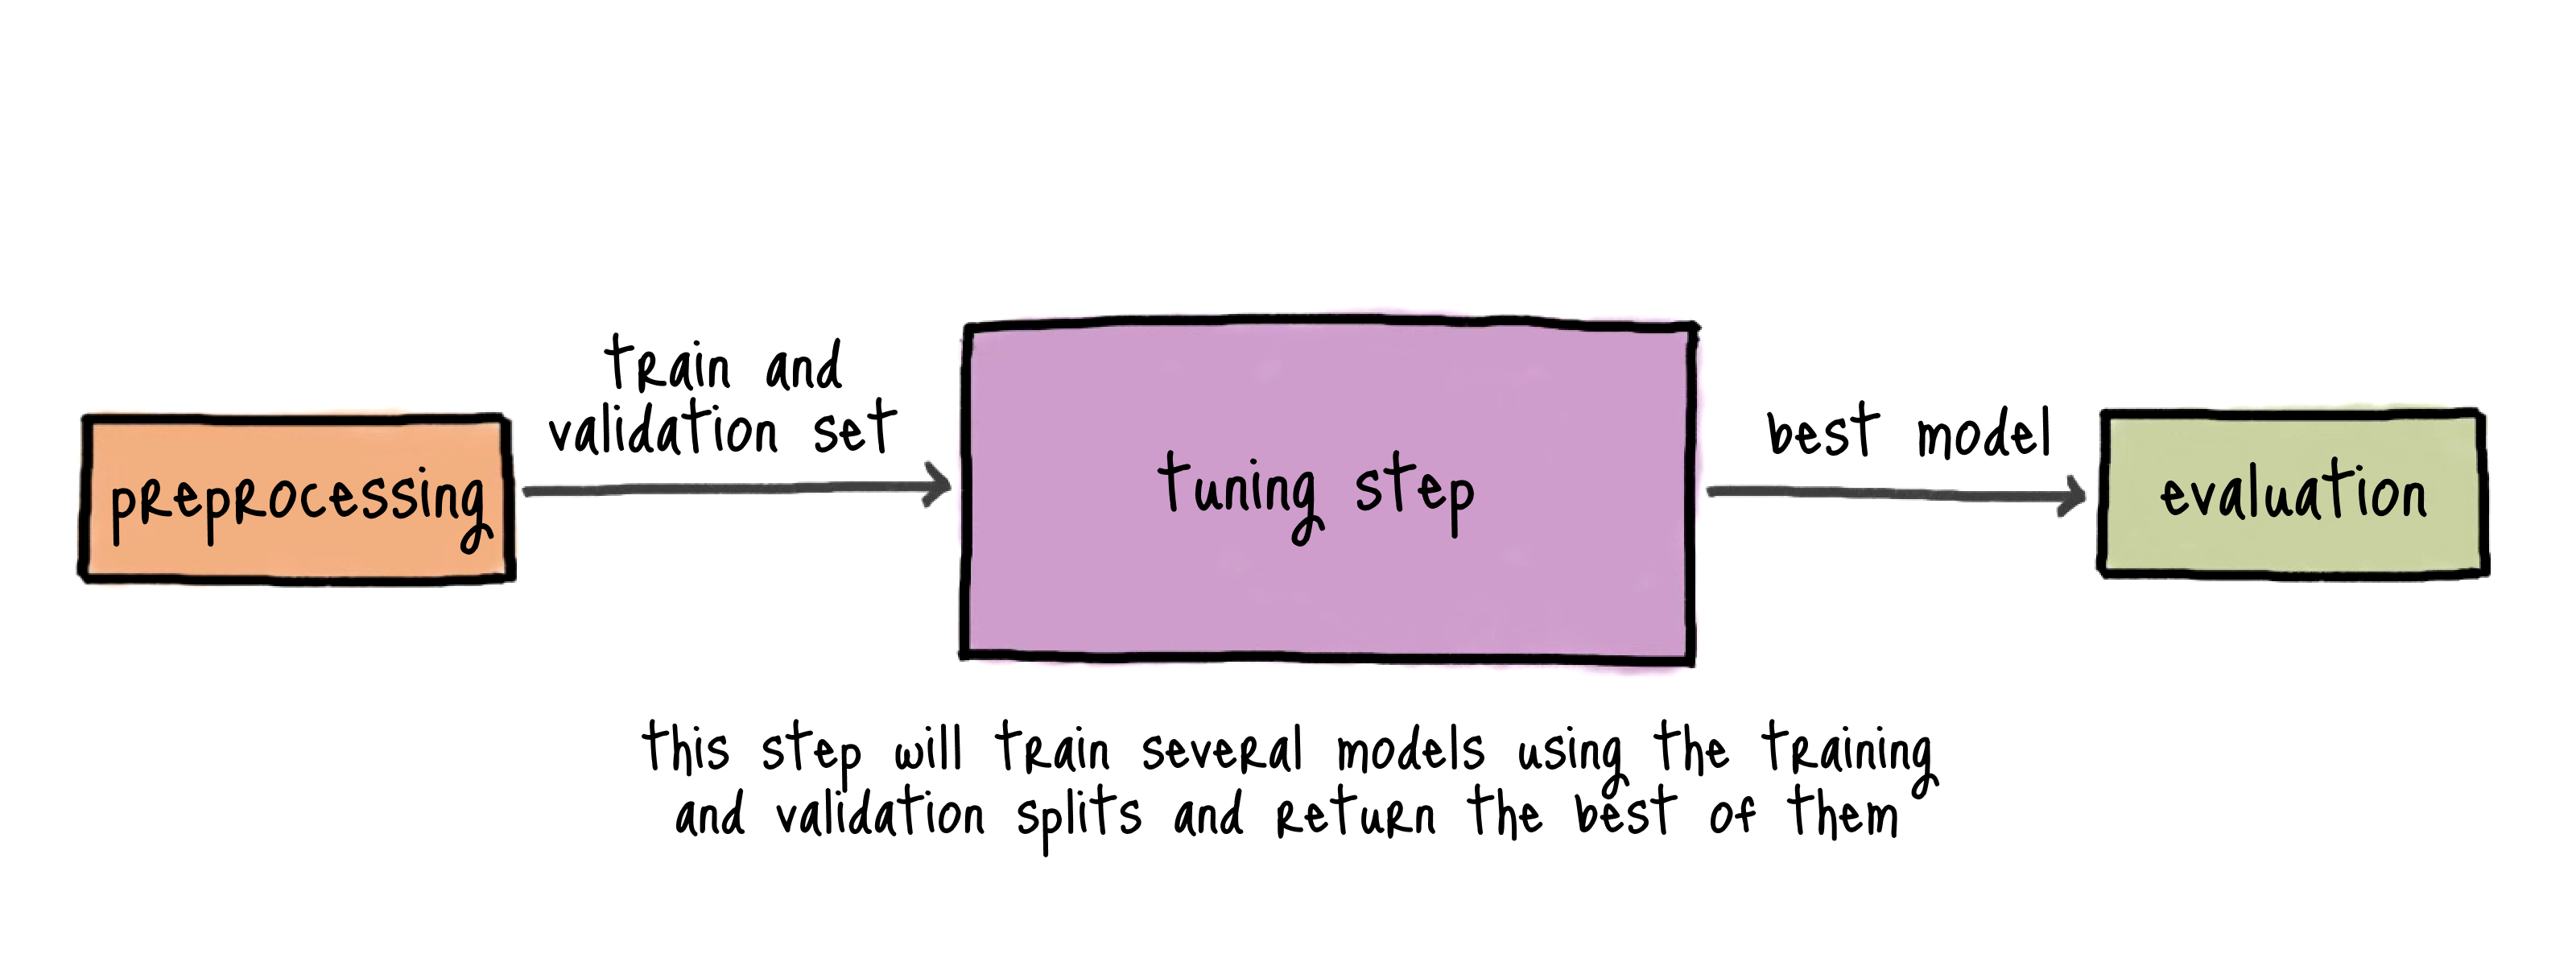 train and
validation set
preprocessing
tuning step
best model
evaluation
this step will train several models using the training
and validation splits and return the best of them